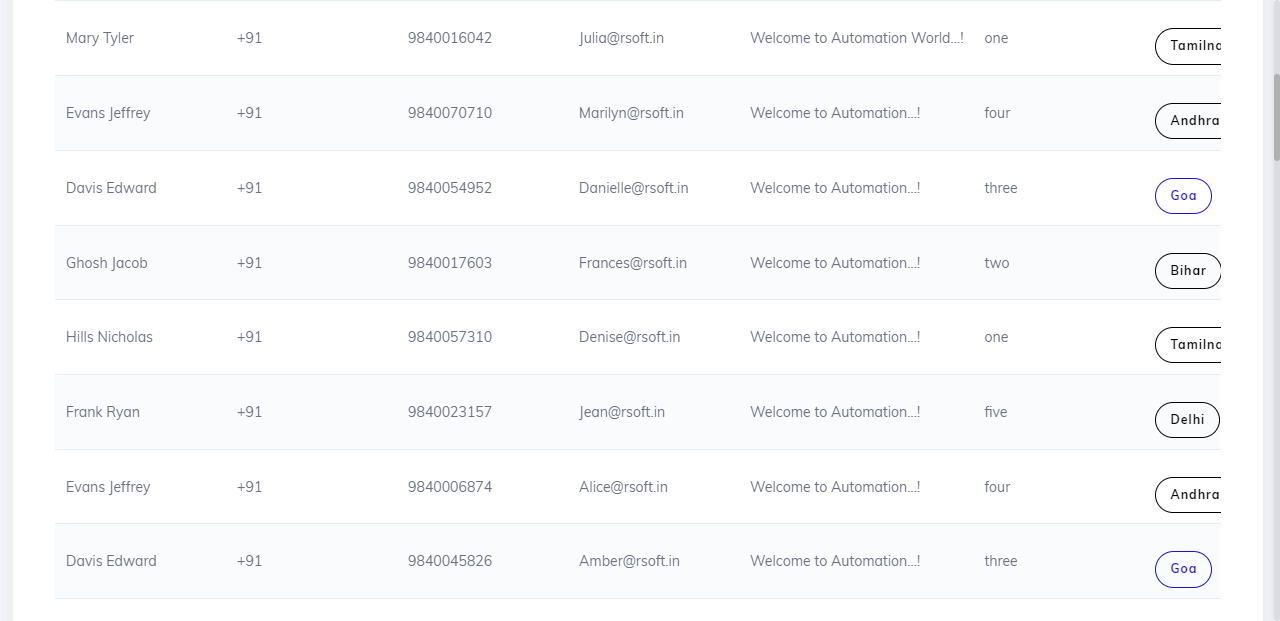 Mary Tyler +91 9840016042 Julia@rsoft.in Welcome to Automation World...! one Tamilna
Evans Jeffrey +91 9840070710 Marilyn@rsoft.in Welcome to Automation...! four Andhra
Davis Edward +91 9840054952 Danielle@rsoft.in Welcome to Automation...! three Goa
Ghosh Jacob +91 9840017603 Frances@rsoft.in Welcome to Automation...! two Bihar
Hills Nicholas +91 9840057310 Denise@rsoft.in Welcome to Automation...! one Tamilna
Frank Ryan +91 9840023157 Jean@rsoft.in Welcome to Automation...! five Delhi
Evans Jeffrey +91 9840006874 Alice@rsoft.in Welcome to Automation...! four Andhra
Davis Edward +91 9840045826 Amber@rsoft.in Welcome to Automation...! three Goa